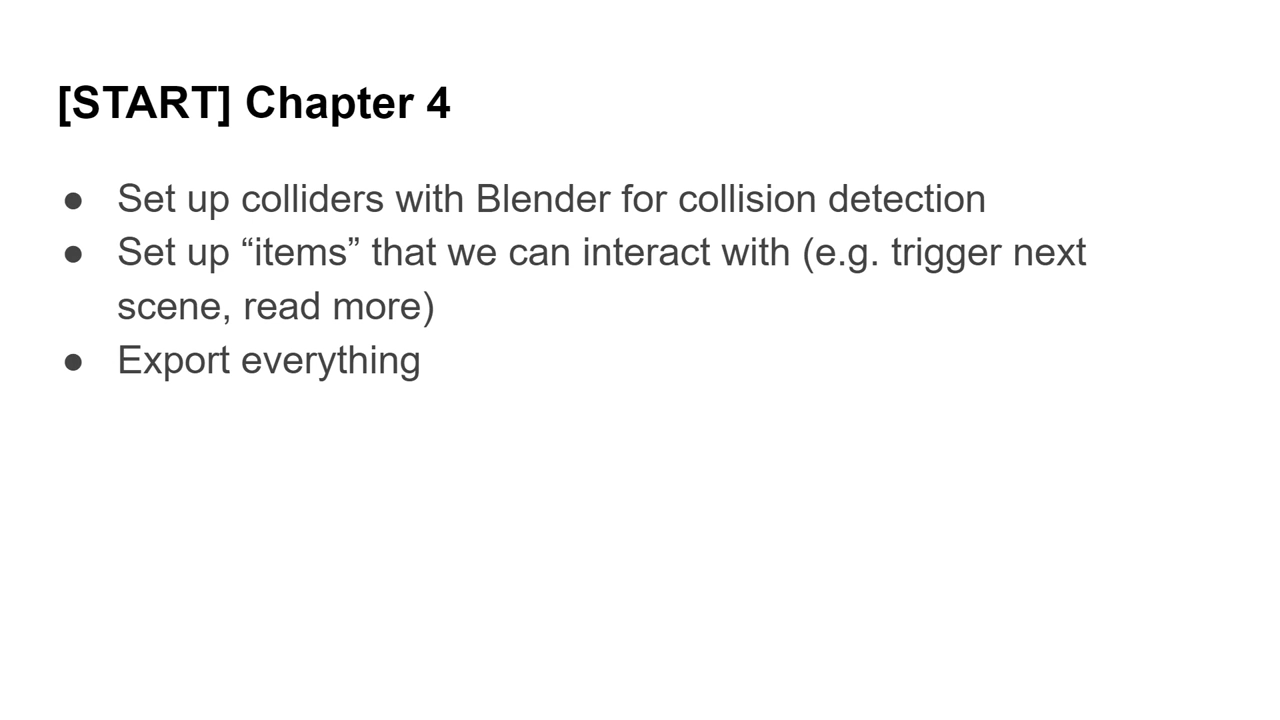 [START] Chapter 4
● Set up colliders with Blender for collision detection
● Set up “items” that we can interact with (e.g. trigger next
scene, read more)
● Export everything